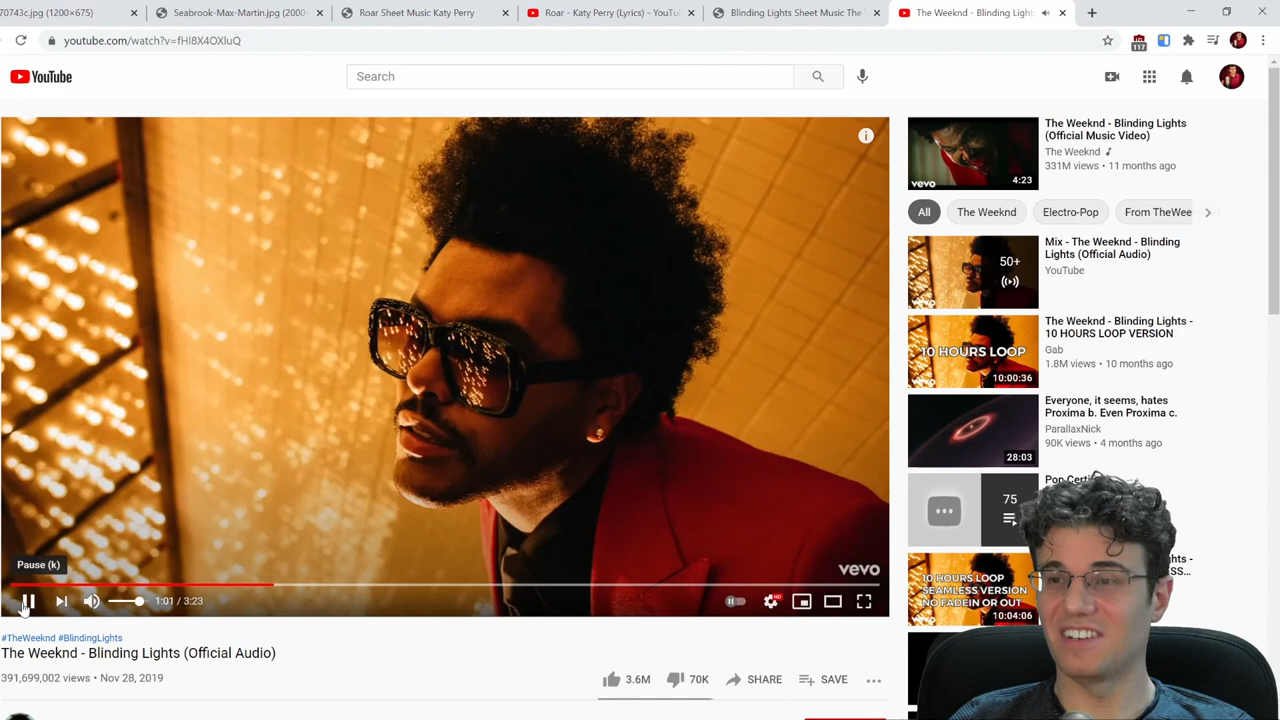 70743c.jpg (1200×675)
Seabrook-Max-Martin.jpg (2000×
Roar Sheet Music Katy Perry
Roar - Katy Perry (Lyrics) - YouTu
Blinding Lights Sheet Music The
The Weeknd - Blinding Light
youtube.com/watch?v=fHI8X4OXluQ
117
YouTube
Search
The Weeknd - Blinding Lights
(Official Music Video)
The Weeknd
331M views • 11 months ago
vevo
4:23
All
The Weeknd
Electro-Pop
From TheWee
Mix - The Weeknd - Blinding
Lights (Official Audio)
YouTube
50+
vevo
The Weeknd - Blinding Lights -
10 HOURS LOOP VERSION
Gab
1.8M views • 10 months ago
10 HOURS LOOP
vevo
10:00:36
Everyone, it seems, hates
Proxima b. Even Proxima c.
ParallaxNick
90K views • 4 months ago
28:03
75
10 HOURS LOOP
SEAMLESS VERSION
NO FADEIN OR OUT
10:04:06
Pause (k)
vevo
1:01 / 3:23
HD
#TheWeeknd #BlindingLights
The Weeknd - Blinding Lights (Official Audio)
391,699,002 views • Nov 28, 2019
3.6M
70K
SHARE
SAVE